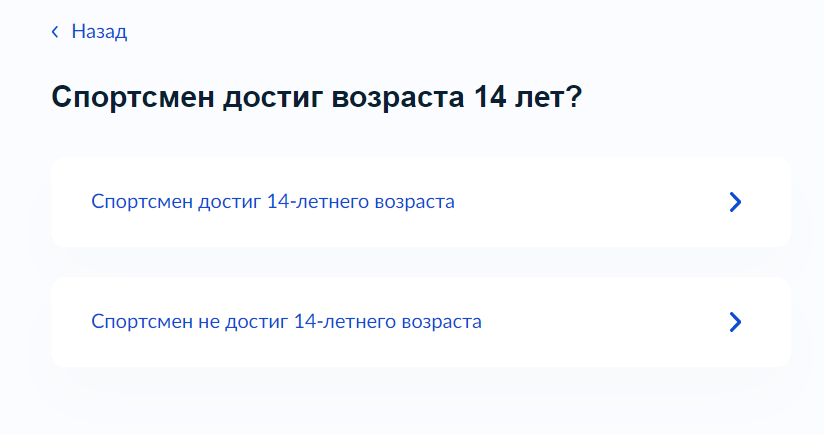 Назад
Спортсмен достиг возраста 14 лет?
Спортсмен достиг 14-летнего возраста
Спортсмен не достиг 14-летнего возраста